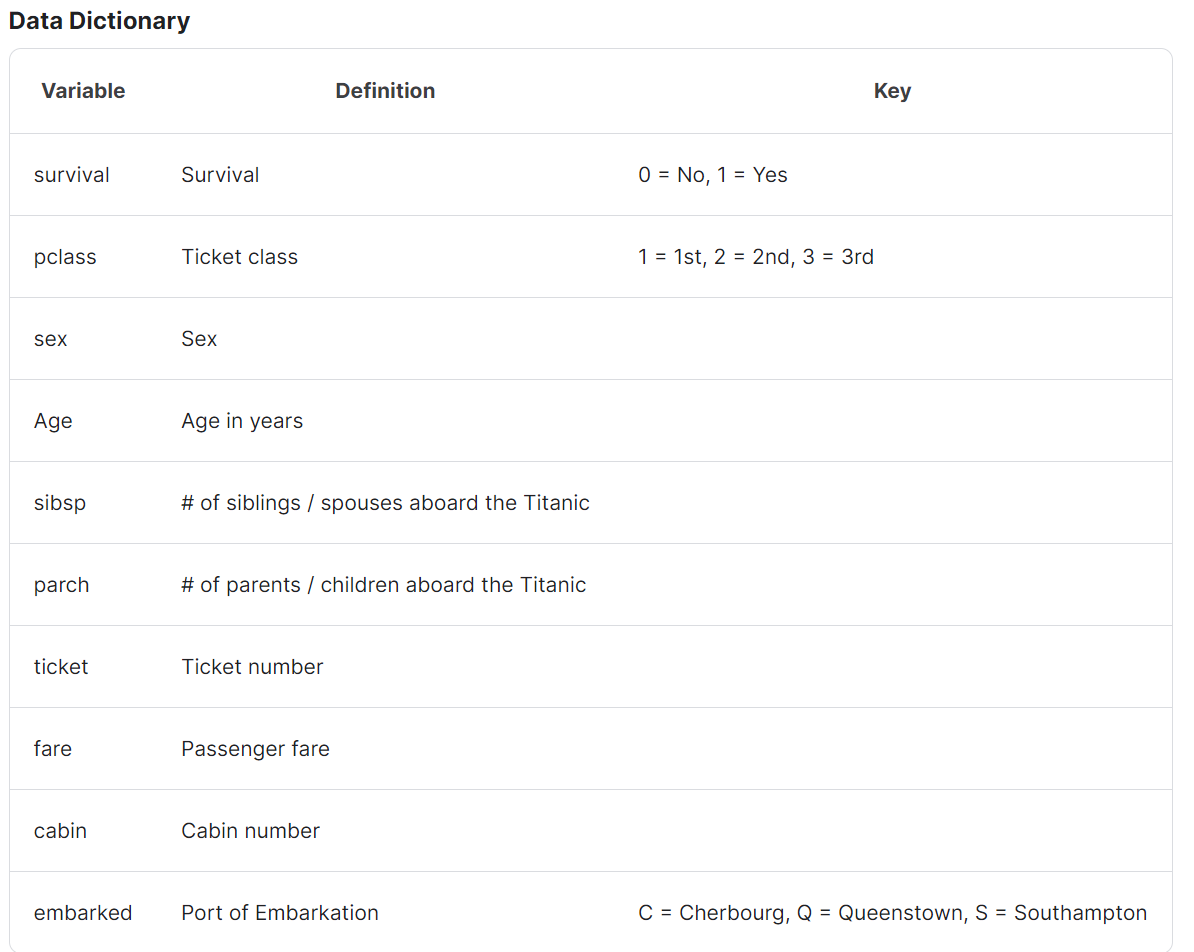 Data Dictionary
Variable Definition Key
survival Survival 0 = No, 1 = Yes
pclass Ticket class 1 = 1st, 2 = 2nd, 3 = 3rd
sex Sex
Age Age in years
sibsp # of siblings / spouses aboard the Titanic
parch # of parents / children aboard the Titanic
ticket Ticket number
fare Passenger fare
cabin Cabin number
embarked Port of Embarkation C = Cherbourg, Q = Queenstown, S = Southampton